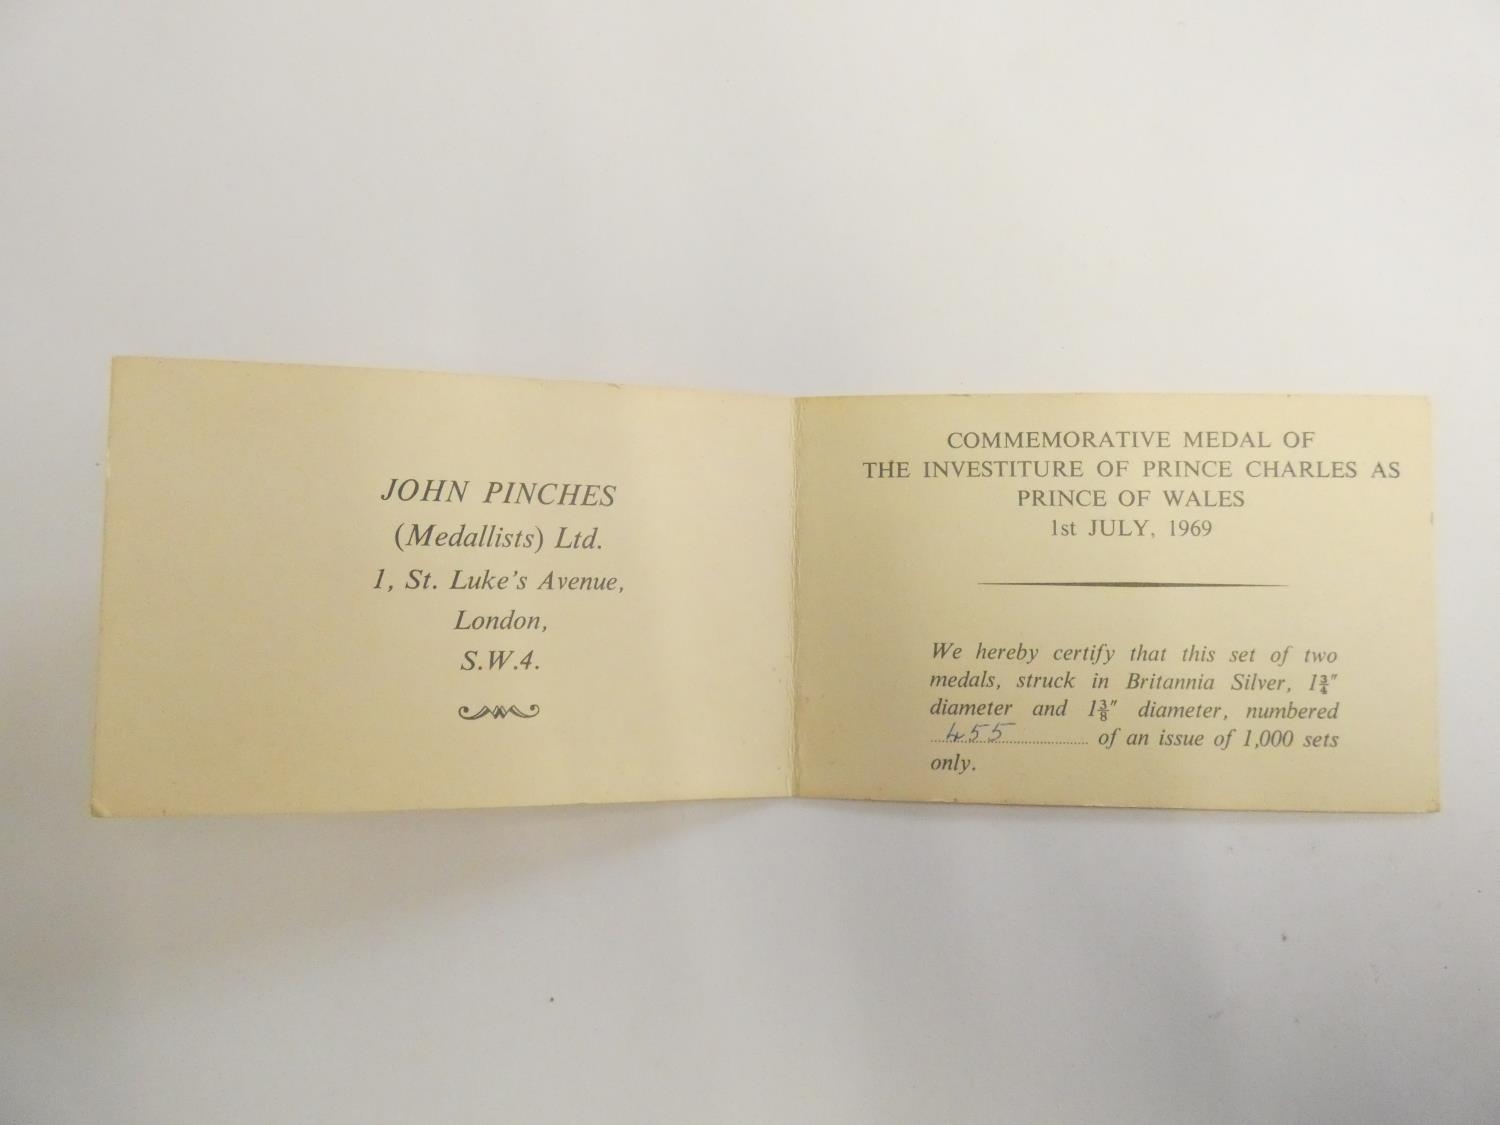 JOHN PINCHES
(Medallists) Ltd.
1, St. Luke's Avenue,
London,
S.W.4.
COMMEMORATIVE MEDAL OF
THE INVESTITURE OF PRINCE CHARLES AS
PRINCE OF WALES
1st JULY, 1969
We hereby certify that this set of two
medals, struck in Britannia Silver, 1¾"
diameter and 1⅜" diameter, numbered
455 of an issue of 1,000 sets
only.